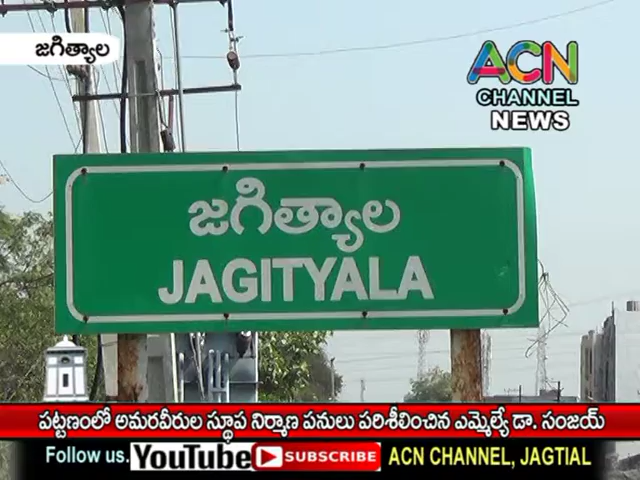 జగిత్యాల
ACN
CHANNEL
NEWS
జగిత్యాల
JAGITYALA
పట్టణంలో అమరవీరుల స్థూప నిర్మాణ పనులు పరిశీలించిన ఎమ్మెల్యే డా. సంజయ్
Follow us. YouTube SUBSCRIBE ACN CHANNEL, JAGTIAL